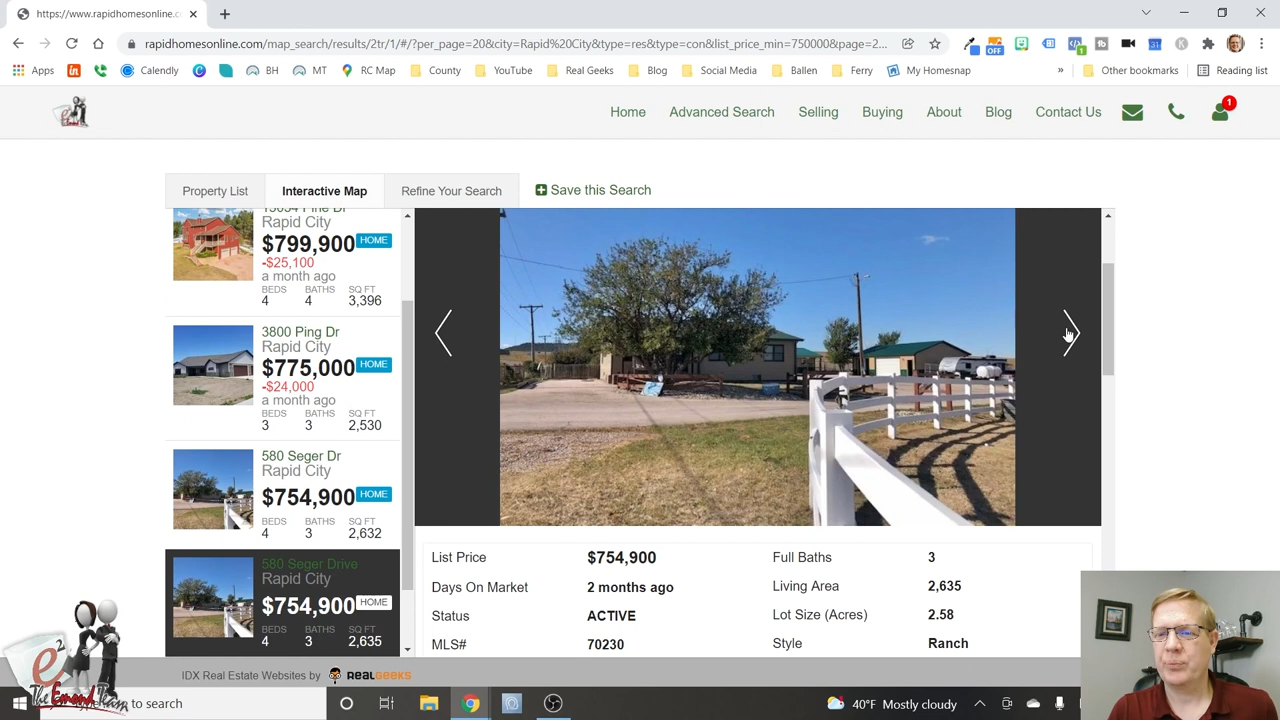 https://www.rapidhomesonline.c
rapidhomesonline.com/map_search/results/2tr/1/#/?per_page=20&city=Rapid%20City&type=res&type=con&list_price_min=750000&page=2...
OFF
1
31
K
Apps
Calendly
BH
MT
RC Map
County
YouTube
Real Geeks
Blog
Social Media
Ballen
Ferry
My Homesnap
»
Other bookmarks
Reading list
Home
Advanced Search
Selling
Buying
About
Blog
Contact Us
1
Property List
Interactive Map
Refine Your Search
Save this Search
Rapid City
$799,900 HOME
-$25,100
a month ago
BEDS BATHS SQ FT
4 4 3,396
3800 Ping Dr
Rapid City
$775,000 HOME
-$24,000
a month ago
BEDS BATHS SQ FT
3 3 2,530
580 Seger Dr
Rapid City
$754,900 HOME
BEDS BATHS SQ FT
4 3 2,632
580 Seger Drive
Rapid City
$754,900 HOME
BEDS BATHS SQ FT
4 3 2,635
List Price $754,900
Days On Market 2 months ago
Status ACTIVE
MLS# 70230
Full Baths 3
Living Area 2,635
Lot Size (Acres) 2.58
Style Ranch
IDX Real Estate Websites by REALGEEKS
e2
The Emond Team
to search
40°F Mostly cloudy